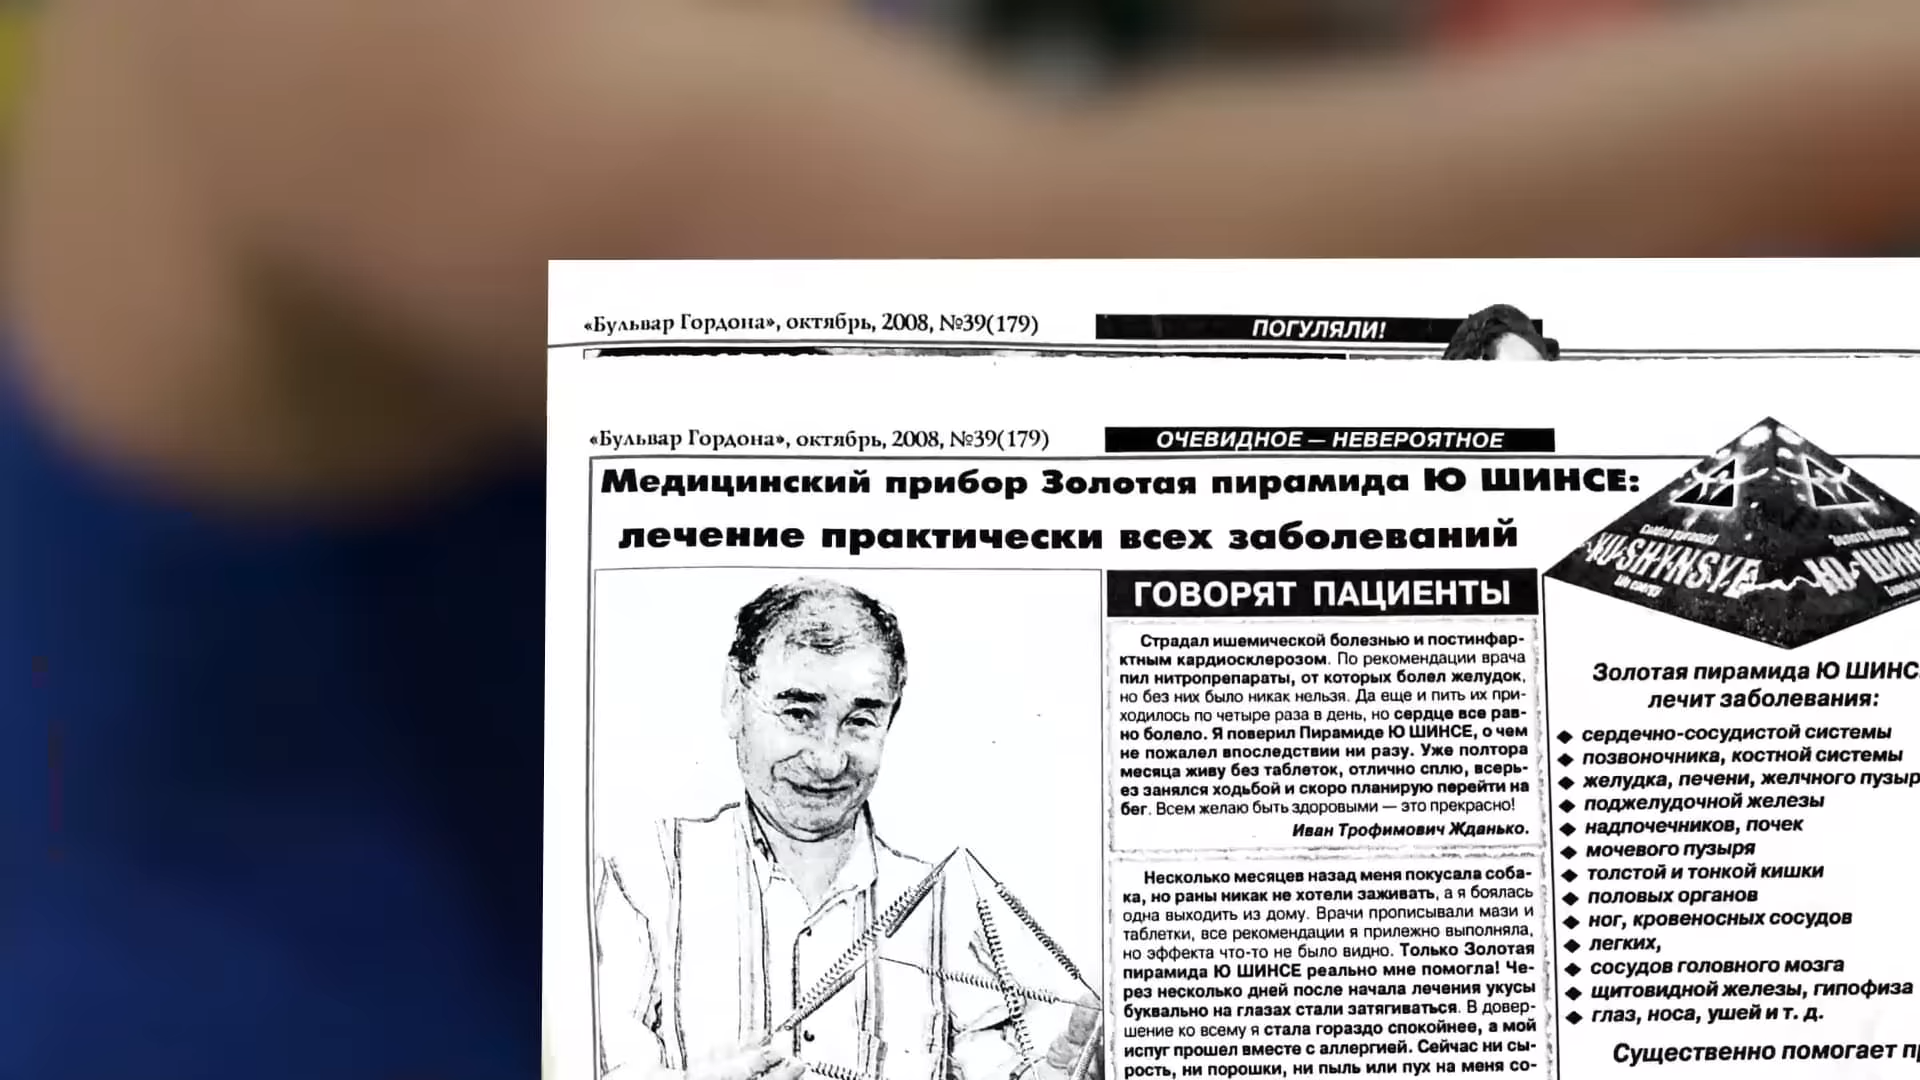 «Бульвар Гордона», октябрь, 2008, №39(179)
ПОГУЛЯЛИ!
«Бульвар Гордона», октябрь, 2008, №39(179)
ОЧЕВИДНОЕ — НЕВЕРОЯТНОЕ
Медицинский прибор Золотая пирамида Ю ШИНСЕ:
лечение практически всех заболеваний
ГОВОРЯТ ПАЦИЕНТЫ
Страдал ишемической болезнью и постинфар-
ктным кардиосклерозом. По рекомендации врача
пил нитропрепараты, от которых болел желудок,
но без них было никак нельзя. Да еще и пить их при-
ходилось по четыре раза в день, но сердце все рав-
но болело. Я поверил Пирамиде Ю ШИНСЕ, о чем
не пожалел впоследствии ни разу. Уже полтора
месяца живу без таблеток, отлично сплю, всерь-
ез занялся ходьбой и скоро планирую перейти на
бег. Всем желаю быть здоровыми — это прекрасно!
Иван Трофимович Жданько.
Несколько месяцев назад меня покусала соба-
ка, но раны никак не хотели заживать, а я боялась
одна выходить из дому. Врачи прописывали мази и
таблетки, все рекомендации я прилежно выполняла,
но эффекта что-то не было видно. Только Золотая
пирамида Ю ШИНСЕ реально мне помогла! Че-
рез несколько дней после начала лечения укусы
буквально на глазах стали затягиваться. В довер-
шение ко всему я стала гораздо спокойнее, а мой
испуг прошел вместе с аллергией. Сейчас ни сы-
рость, ни порошки, ни пыль или пух на меня со-
YU-SHYNSYE
Life energy
Золотая пирамида Ю ШИНС
лечит заболевания:
◆ сердечно-сосудистой системы
◆ позвоночника, костной системы
◆ желудка, печени, желчного пузыр
◆ поджелудочной железы
◆ надпочечников, почек
◆ мочевого пузыря
◆ толстой и тонкой кишки
◆ половых органов
◆ ног, кровеносных сосудов
◆ легких,
◆ сосудов головного мозга
◆ щитовидной железы, гипофиза
◆ глаз, носа, ушей и т. д.
Существенно помогает п